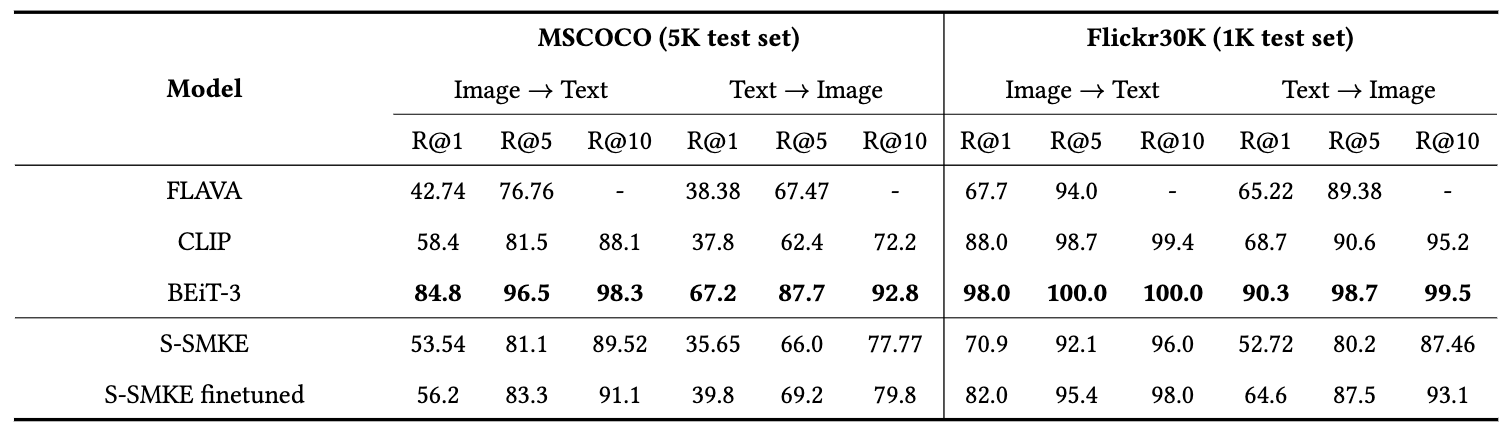 MSCOCO (5K test set) Flickr30K (1K test set)
Model Image → Text Text → Image Image → Text Text → Image
R@1 R@5 R@10 R@1 R@5 R@10 R@1 R@5 R@10 R@1 R@5 R@10
FLAVA 42.74 76.76 - 38.38 67.47 - 67.7 94.0 - 65.22 89.38 -
CLIP 58.4 81.5 88.1 37.8 62.4 72.2 88.0 98.7 99.4 68.7 90.6 95.2
BEiT-3 84.8 96.5 98.3 67.2 87.7 92.8 98.0 100.0 100.0 90.3 98.7 99.5
S-SMKE 53.54 81.1 89.52 35.65 66.0 77.77 70.9 92.1 96.0 52.72 80.2 87.46
S-SMKE finetuned 56.2 83.3 91.1 39.8 69.2 79.8 82.0 95.4 98.0 64.6 87.5 93.1